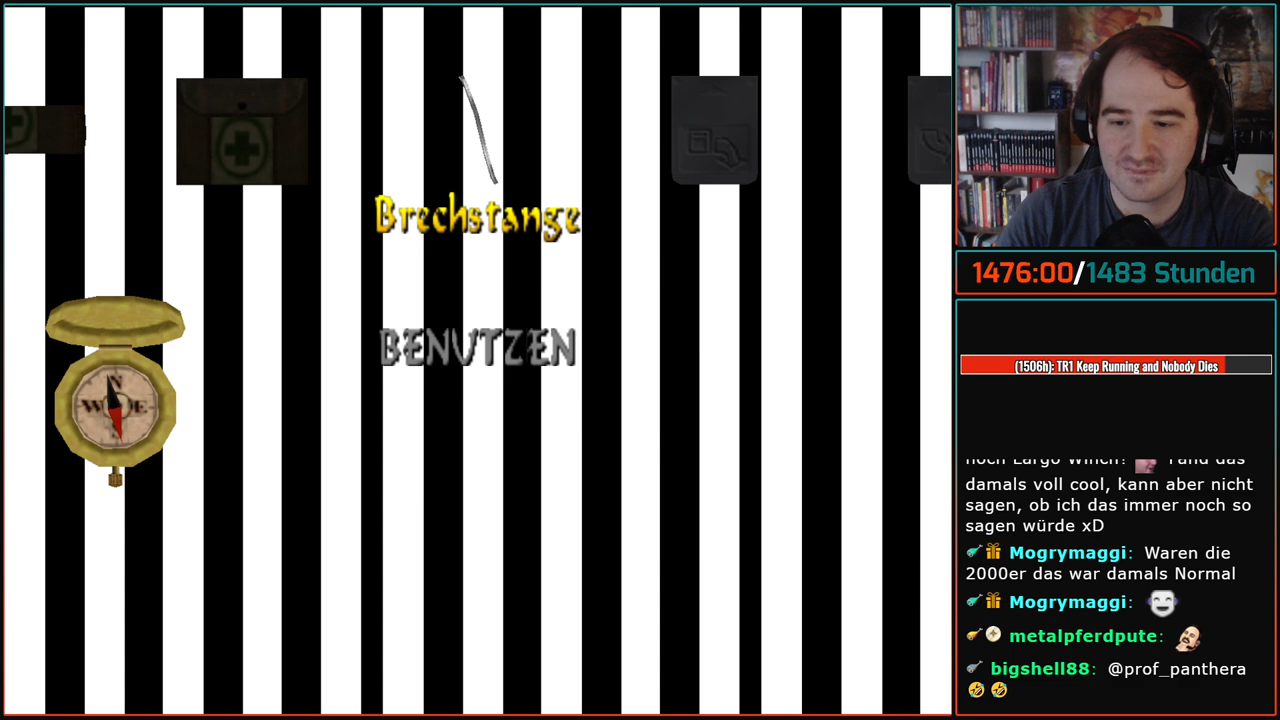 Brechstange
BENUTZEN
N
W E
1476:00/1483 Stunden
(1506h): TR1 Keep Running and Nobody Dies
noch Largo Winch? fand das
damals voll cool, kann aber nicht
sagen, ob ich das immer noch so
sagen würde xD
Mogrymaggi: Waren die
2000er das war damals Normal
Mogrymaggi:
metalpferdpute:
bigshell88: @prof_panthera